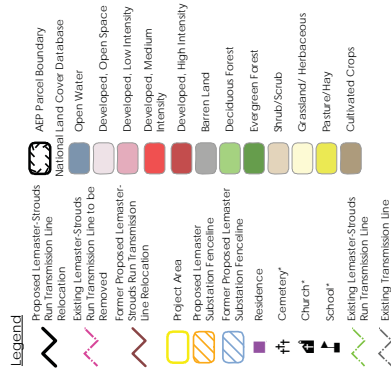 Legend
Proposed Lemaster-Strouds
Run Transmission Line
Relocation
Existing Lemaster-Strouds
Run Transmission Line to be
Removed
Former Proposed Lemaster-
Strouds Run Transmission
Line Relocation
Project Area
Proposed Lemaster
Substation Fenceline
Former Proposed Lemaster
Substation Fenceline
Residence
Cemetery*
Church*
School*
Existing Lemaster-Strouds
Run Transmission Line
Existing Transmission Line
AEP Parcel Boundary
National Land Cover Database
Open Water
Developed, Open Space
Developed, Low Intensity
Developed, Medium
Intensity
Developed, High Intensity
Barren Land
Deciduous Forest
Evergreen Forest
Shrub/Scrub
Grassland/ Herbaceous
Pasture/Hay
Cultivated Crops